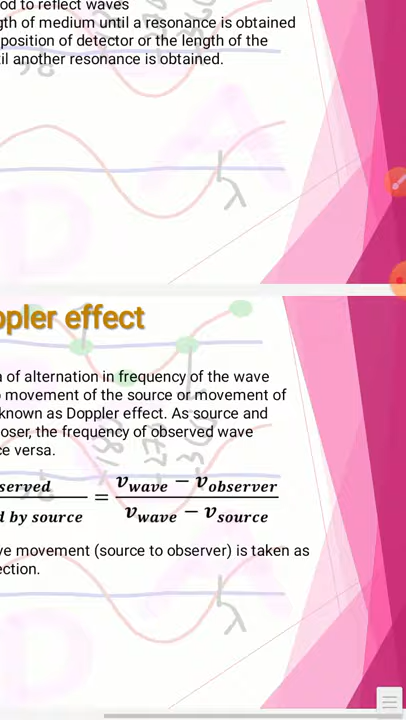 od to reflect waves
gth of medium until a resonance is obtained
position of detector or the length of the
til another resonance is obtained.
λ
ppler effect
a of alternation in frequency of the wave
o movement of the source or movement of
known as Doppler effect. As source and
oser, the frequency of observed wave
ce versa.
served / d by source = v_wave − v_observer / v_wave − v_source
ve movement (source to observer) is taken as
ection.
λ